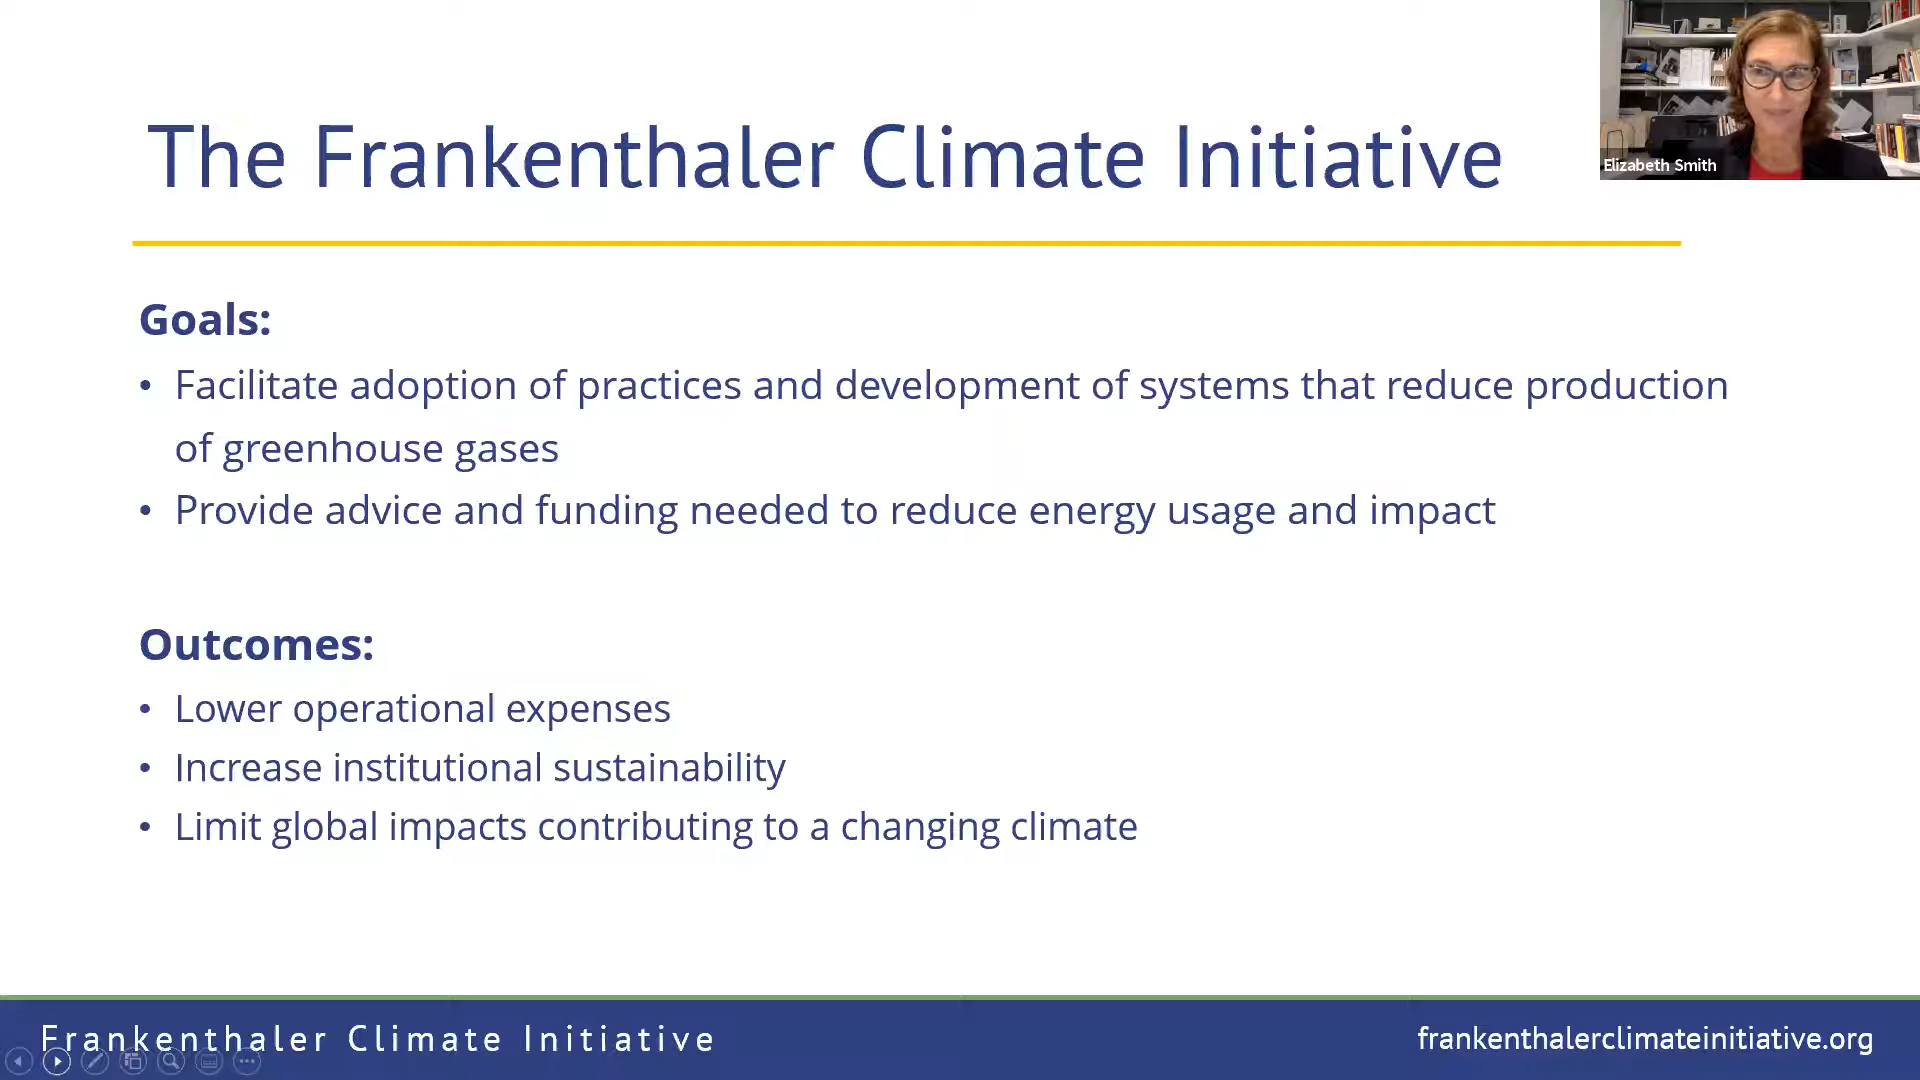 The Frankenthaler Climate Initiative
Elizabeth Smith
Goals:
• Facilitate adoption of practices and development of systems that reduce production
of greenhouse gases
• Provide advice and funding needed to reduce energy usage and impact
Outcomes:
• Lower operational expenses
• Increase institutional sustainability
• Limit global impacts contributing to a changing climate
Frankenthaler Climate Initiative
frankenthalerclimateinitiative.org